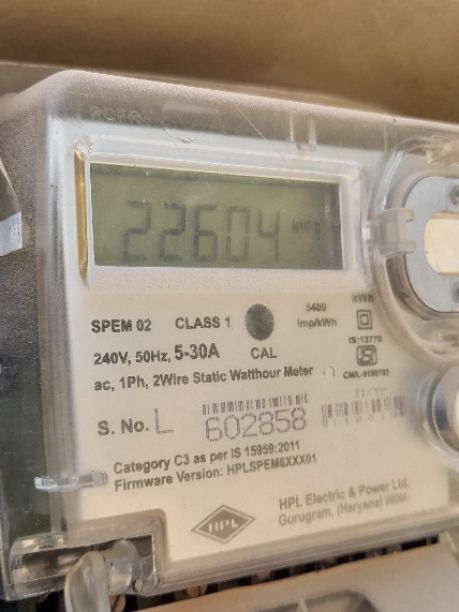 22604 kWh
SPEM 02 CLASS 1 5400 imp/kWh kWh
240V, 50Hz, 5-30A CAL IS:13779
ac, 1Ph, 2Wire Static Watthour Meter
S. No. L 602858
Category C3 as per IS 15959:2011
Firmware Version: HPLSPEM6XXX01
HPL
HPL Electric & Power Ltd.
Gurugram, (Haryana) INDIA